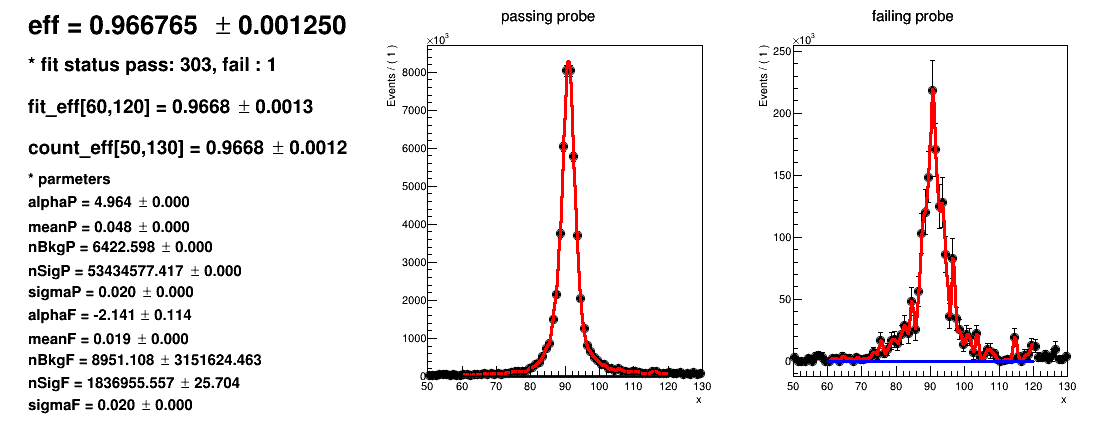 eff = 0.966765 ± 0.001250
* fit status pass: 303, fail : 1
fit_eff[60,120] = 0.9668 ± 0.0013
count_eff[50,130] = 0.9668 ± 0.0012
* parmeters
alphaP = 4.964 ± 0.000
meanP = 0.048 ± 0.000
nBkgP = 6422.598 ± 0.000
nSigP = 53434577.417 ± 0.000
sigmaP = 0.020 ± 0.000
alphaF = -2.141 ± 0.114
meanF = 0.019 ± 0.000
nBkgF = 8951.108 ± 3151624.463
nSigF = 1836955.557 ± 25.704
sigmaF = 0.020 ± 0.000
passing probe
×10³
Events / ( 1 )
8000
7000
6000
5000
4000
3000
2000
1000
0
50 60 70 80 90 100 110 120 130
x
failing probe
×10³
Events / ( 1 )
250
200
150
100
50
0
50 60 70 80 90 100 110 120 130
x